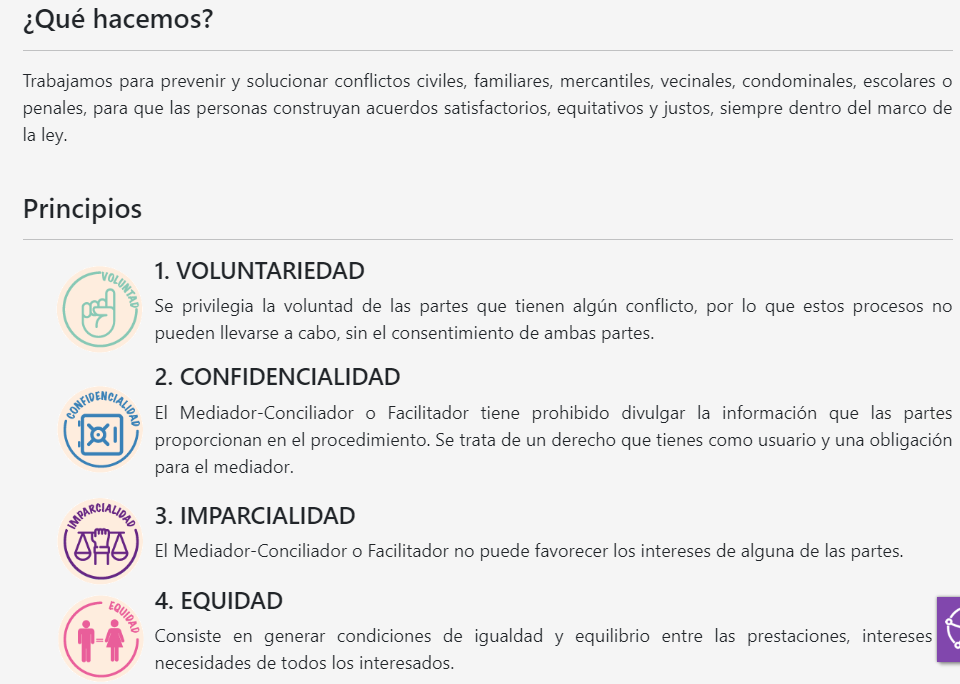 ¿Qué hacemos?
Trabajamos para prevenir y solucionar conflictos civiles, familiares, mercantiles, vecinales, condominales, escolares o
penales, para que las personas construyan acuerdos satisfactorios, equitativos y justos, siempre dentro del marco de
la ley.
Principios
VOLUNTAD
1. VOLUNTARIEDAD
Se privilegia la voluntad de las partes que tienen algún conflicto, por lo que estos procesos no
pueden llevarse a cabo, sin el consentimiento de ambas partes.
CONFIDENCIALIDAD
2. CONFIDENCIALIDAD
El Mediador-Conciliador o Facilitador tiene prohibido divulgar la información que las partes
proporcionan en el procedimiento. Se trata de un derecho que tienes como usuario y una obligación
para el mediador.
IMPARCIALIDAD
3. IMPARCIALIDAD
El Mediador-Conciliador o Facilitador no puede favorecer los intereses de alguna de las partes.
EQUIDAD
4. EQUIDAD
Consiste en generar condiciones de igualdad y equilibrio entre las prestaciones, intereses
necesidades de todos los interesados.